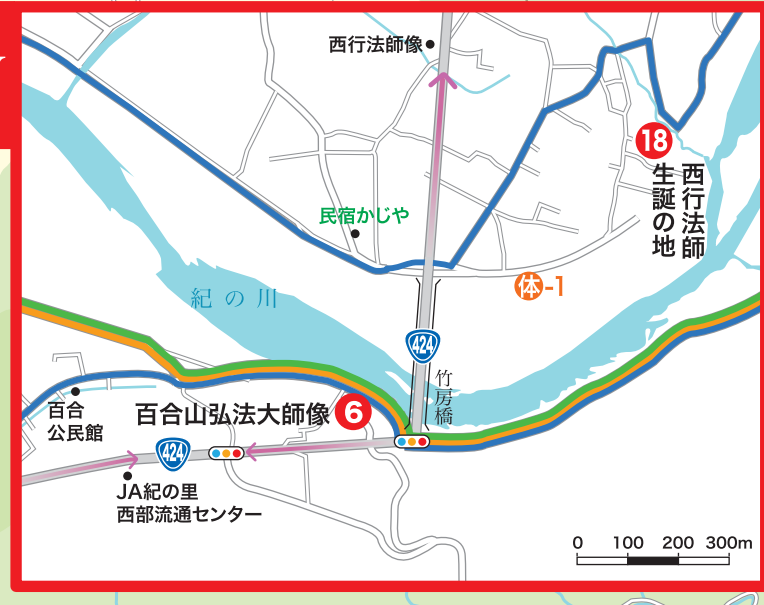 西行法師像
18
西行法師
生誕の地
民宿かじや
体-1
紀の川
424
竹房橋
百合山弘法大師像 6
百合
公民館
424
JA紀の里
西部流通センター
0 100 200 300m